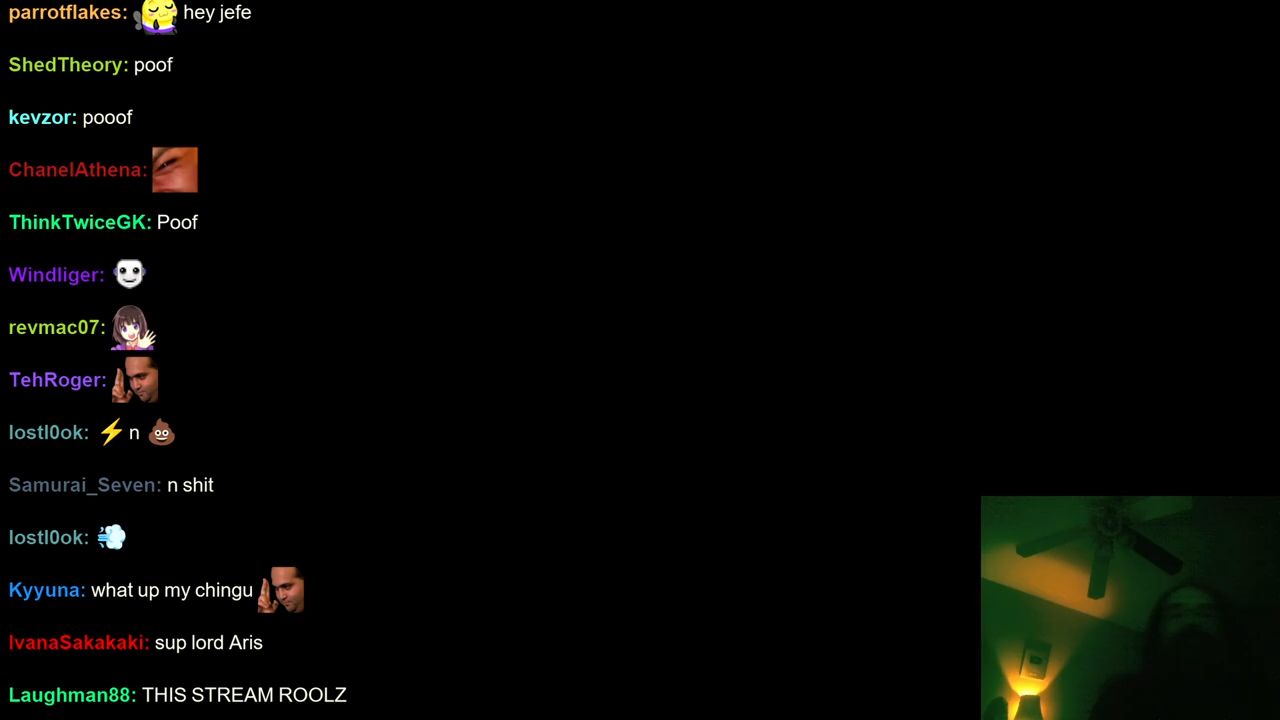 parrotflakes: hey jefe
ShedTheory: poof
kevzor: pooof
ChanelAthena:
ThinkTwiceGK: Poof
Windliger:
revmac07:
TehRoger:
lostl0ok: ⚡ n 💩
Samurai_Seven: n shit
lostl0ok: 💨
Kyyuna: what up my chingu
IvanaSakakaki: sup lord Aris
Laughman88: THIS STREAM ROOLZ